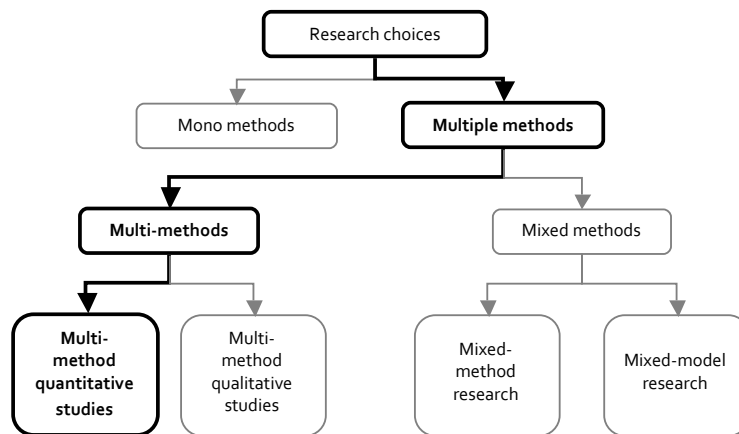 Research choices
Mono methods
Multiple methods
Multi-methods
Mixed methods
Multi-
method
quantitative
studies
Multi-
method
qualitative
studies
Mixed-
method
research
Mixed-model
research